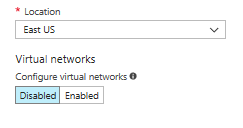 * Location
East US
Virtual networks
Configure virtual networks
Disabled Enabled